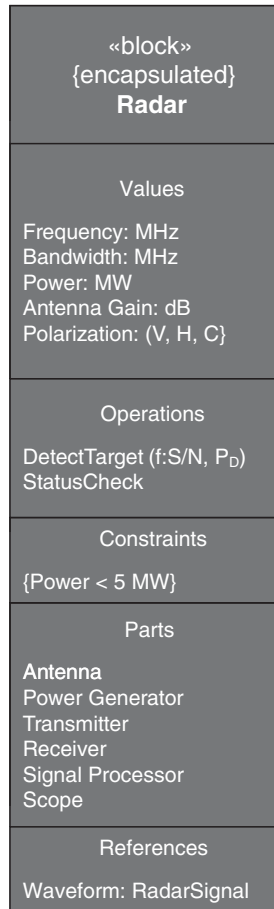 «block»
{encapsulated}
Radar
Values
Frequency: MHz
Bandwidth: MHz
Power: MW
Antenna Gain: dB
Polarization: (V, H, C}
Operations
DetectTarget (f:S/N, P_D)
StatusCheck
Constraints
{Power < 5 MW}
Parts
Antenna
Power Generator
Transmitter
Receiver
Signal Processor
Scope
References
Waveform: RadarSignal